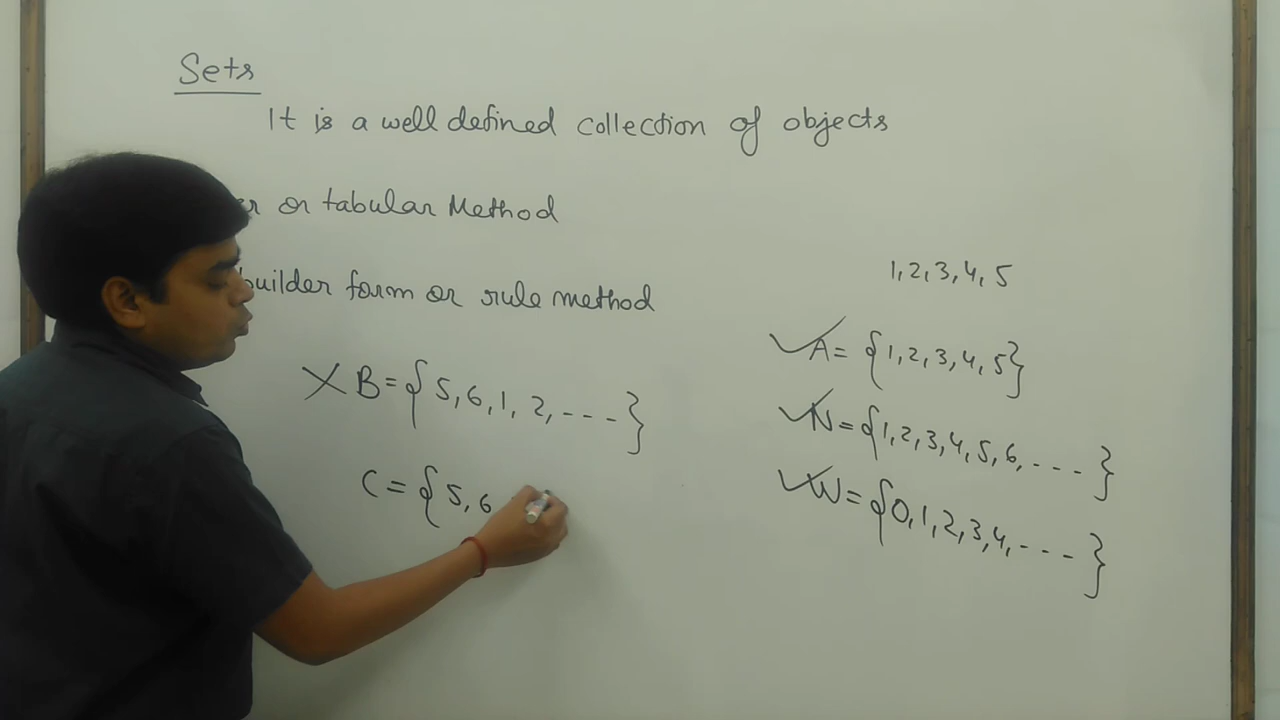 Sets
It is a well defined collection of objects
or tabular Method
builder form or rule method
1, 2, 3, 4, 5
A = {1, 2, 3, 4, 5}
B = {5, 6, 1, 2, - - - }
N = {1, 2, 3, 4, 5, 6, - - - - }
C = {5, 6
W = {0, 1, 2, 3, 4, - - - }